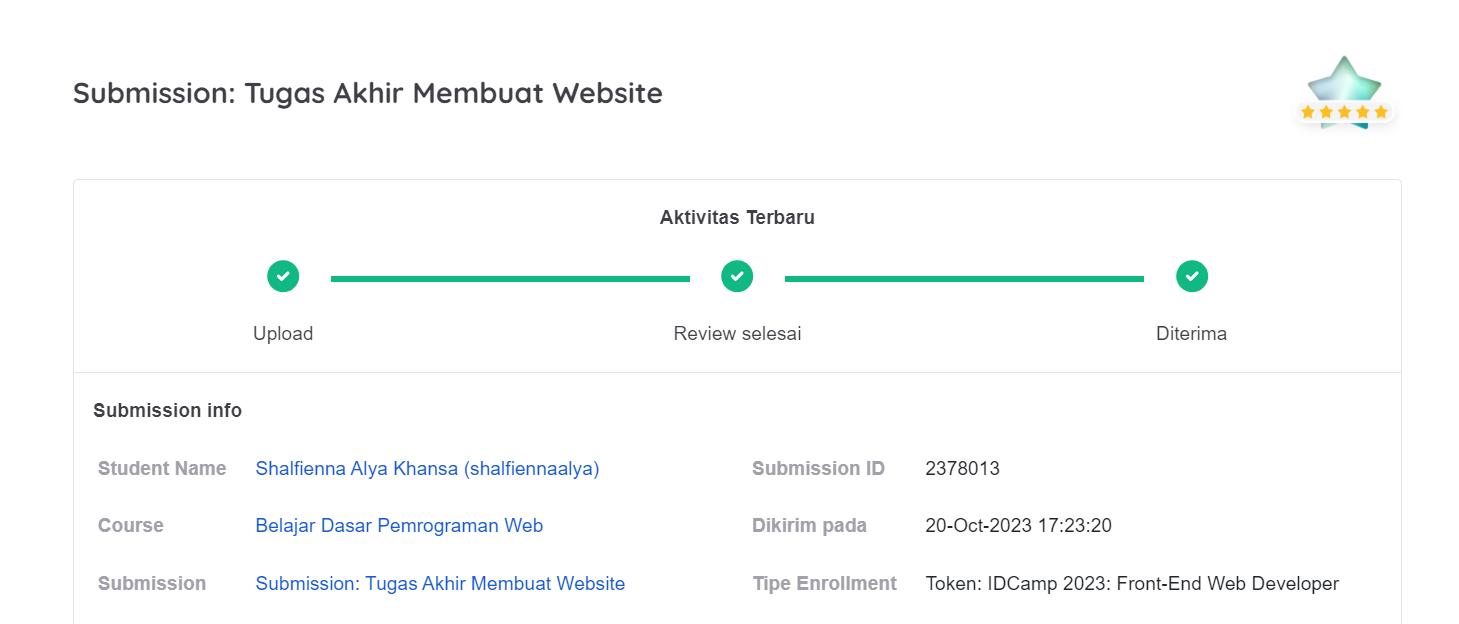 Submission: Tugas Akhir Membuat Website
Aktivitas Terbaru
Upload
Review selesai
Diterima
Submission info
Student Name Shalfienna Alya Khansa (shalfiennaalya) Submission ID 2378013
Course Belajar Dasar Pemrograman Web Dikirim pada 20-Oct-2023 17:23:20
Submission Submission: Tugas Akhir Membuat Website Tipe Enrollment Token: IDCamp 2023: Front-End Web Developer